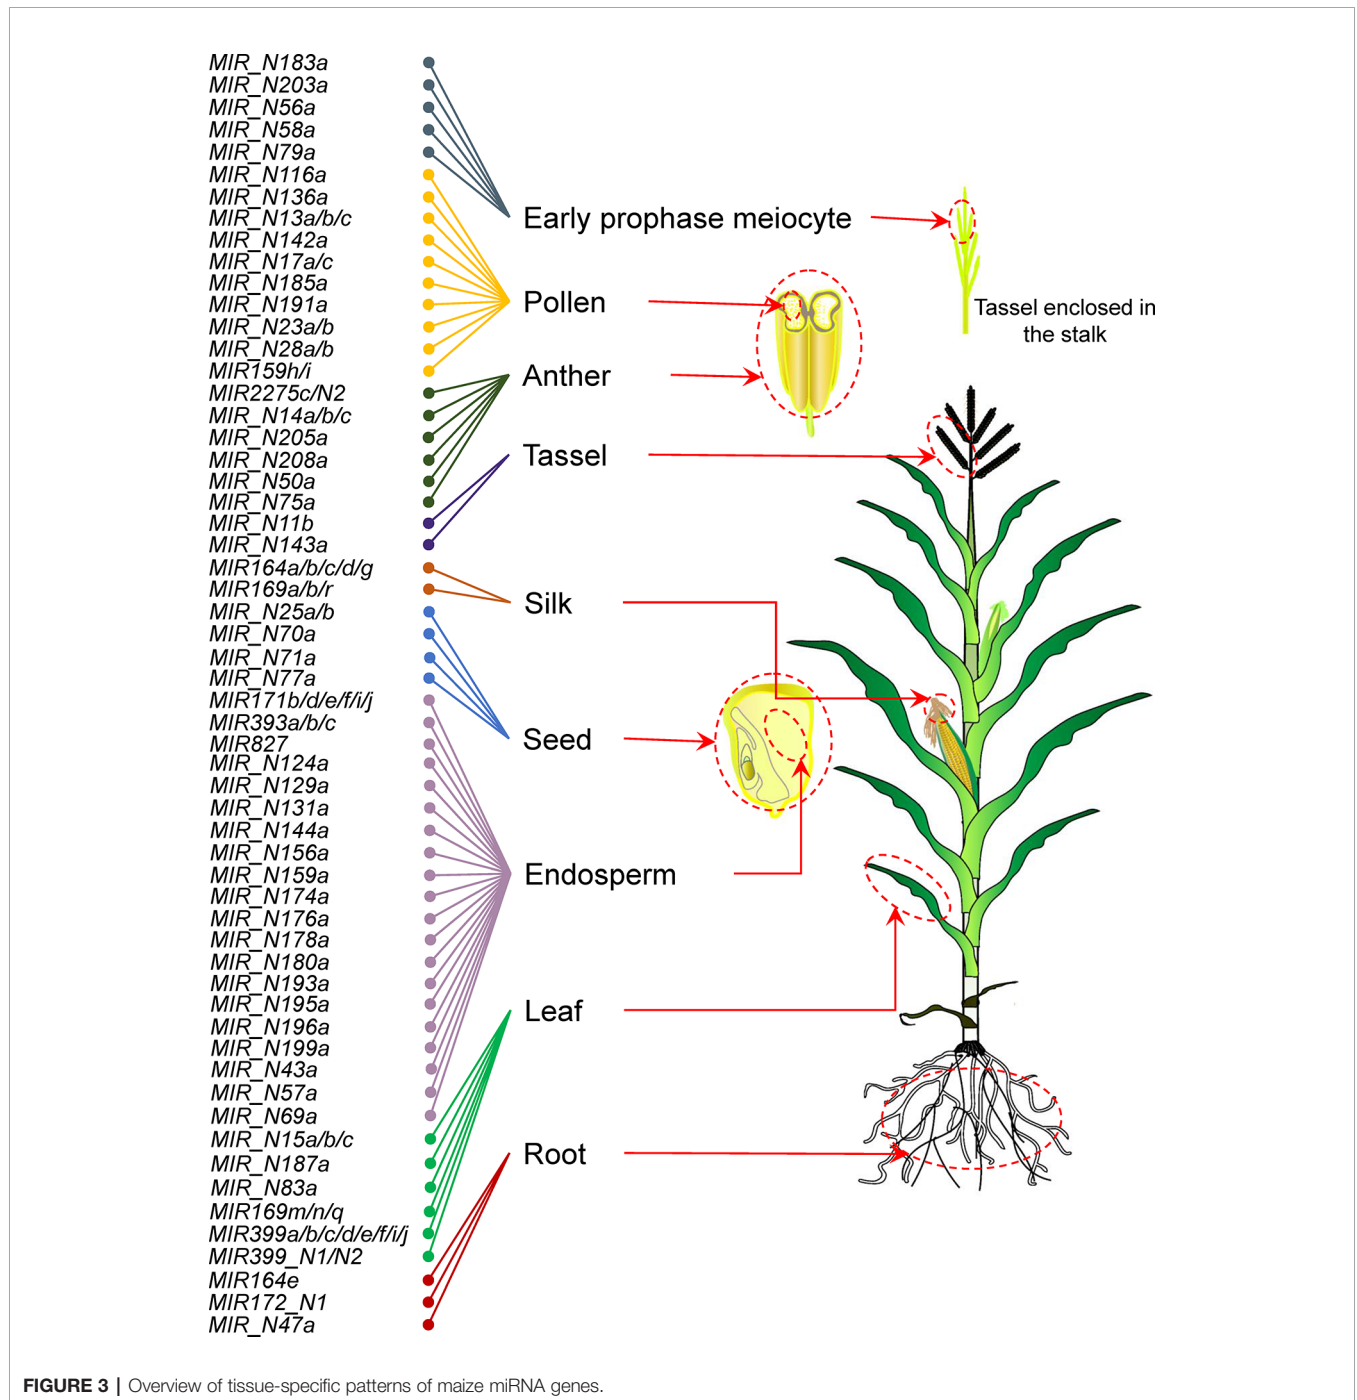 MIR_N183a
MIR_N203a
MIR_N56a
MIR_N58a
MIR_N79a
MIR_N116a
MIR_N136a
MIR_N13a/b/c
MIR_N142a
MIR_N17a/c
MIR_N185a
MIR_N191a
MIR_N23a/b
MIR_N28a/b
MIR159h/i
MIR2275c/N2
MIR_N14a/b/c
MIR_N205a
MIR_N208a
MIR_N50a
MIR_N75a
MIR_N11b
MIR_N143a
MIR164a/b/c/d/g
MIR169a/b/r
MIR_N25a/b
MIR_N70a
MIR_N71a
MIR_N77a
MIR171b/d/e/f/i/j
MIR393a/b/c
MIR827
MIR_N124a
MIR_N129a
MIR_N131a
MIR_N144a
MIR_N156a
MIR_N159a
MIR_N174a
MIR_N176a
MIR_N178a
MIR_N180a
MIR_N193a
MIR_N195a
MIR_N196a
MIR_N199a
MIR_N43a
MIR_N57a
MIR_N69a
MIR_N15a/b/c
MIR_N187a
MIR_N83a
MIR169m/n/q
MIR399a/b/c/d/e/f/i/j
MIR399_N1/N2
MIR164e
MIR172_N1
MIR_N47a
Early prophase meiocyte
Pollen
Anther
Tassel
Silk
Seed
Endosperm
Leaf
Root
Tassel enclosed in
the stalk
FIGURE 3 | Overview of tissue-specific patterns of maize miRNA genes.